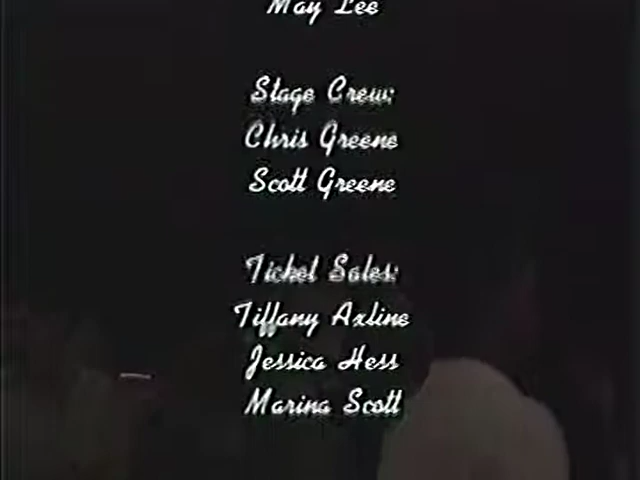 May Lee
Stage Crew:
Chris Greene
Scott Greene
Ticket Sales:
Tiffany Axline
Jessica Hess
Marina Scott